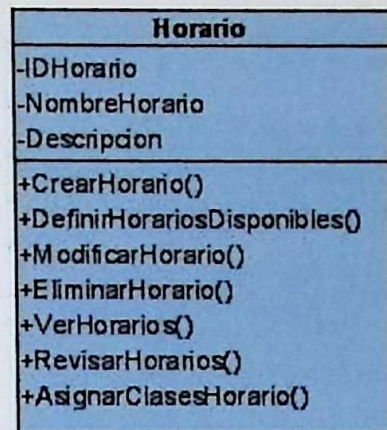 Horario
-IDHorario
-NombreHorario
-Descripcion
+CrearHorario()
+DefinirHorariosDisponibles()
+ModificarHorario()
+EliminarHorario()
+VerHorarios()
+RevisarHorarios()
+AsignarClasesHorario()